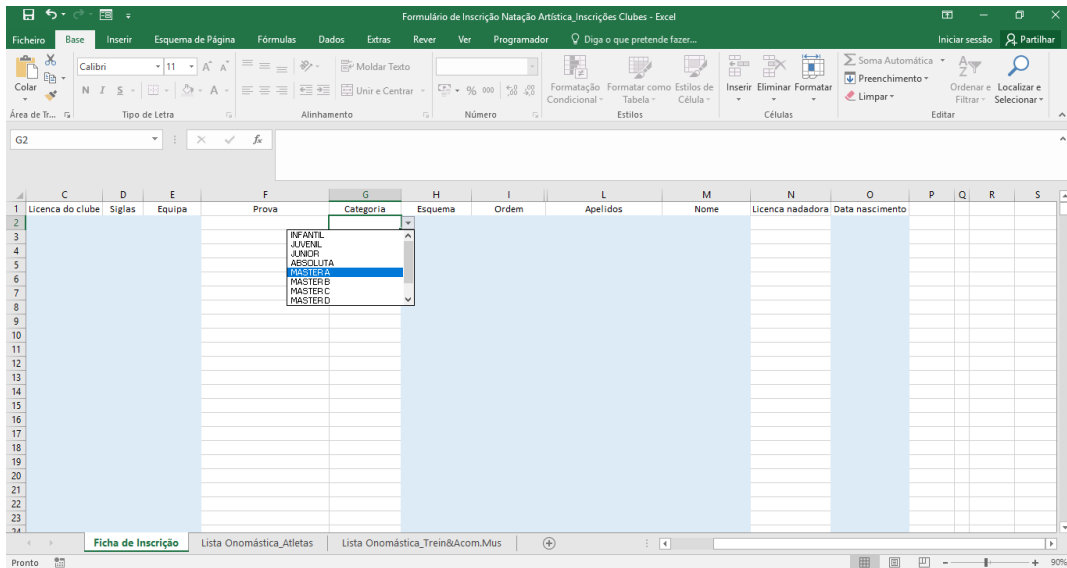 Formulário de Inscrição Natação Artística_Inscrições Clubes - Excel
Ficheiro Base Inserir Esquema de Página Fórmulas Dados Extras Rever Ver Programador Diga o que pretende fazer... Iniciar sessão Partilhar
Colar
Calibri 11
N I S
Moldar Texto
Unir e Centrar
% 000
Formatação Condicional
Formatar como Tabela
Estilos de Célula
Inserir Eliminar Formatar
Soma Automática
Preenchimento
Limpar
Ordenar e Filtrar
Localizar e Selecionar
Área de Tr... Tipo de Letra Alinhamento Número Estilos Células Editar
G2 fx
C D E F G H I L M N O P Q R S
1 Licenca do clube Siglas Equipa Prova Categoria Esquema Ordem Apelidos Nome Licenca nadadora Data nascimento
2
3
4
5
6
7
8
9
10
11
12
13
14
15
16
17
18
19
20
21
22
23
24
INFANTIL
JUVENIL
JUNIOR
ABSOLUTA
MASTER A
MASTER B
MASTER C
MASTER D
Ficha de Inscrição Lista Onomástica_Atletas Lista Onomástica_Trein&Acom.Mus
Pronto 90%